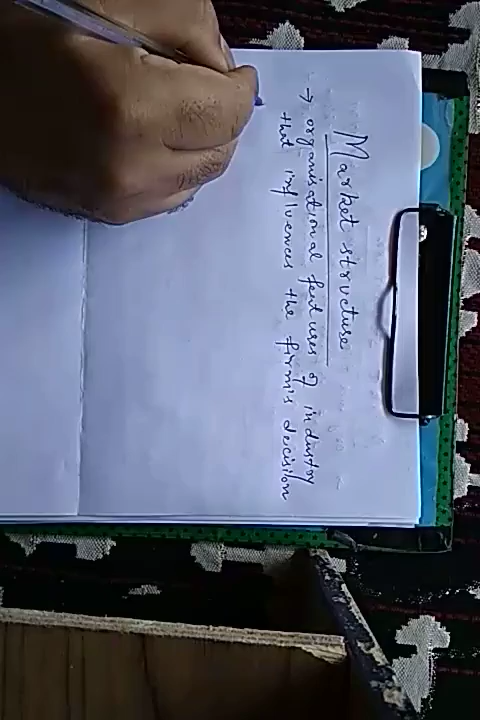 Market structure
→ organisational features of industry
that influences the firm's decision